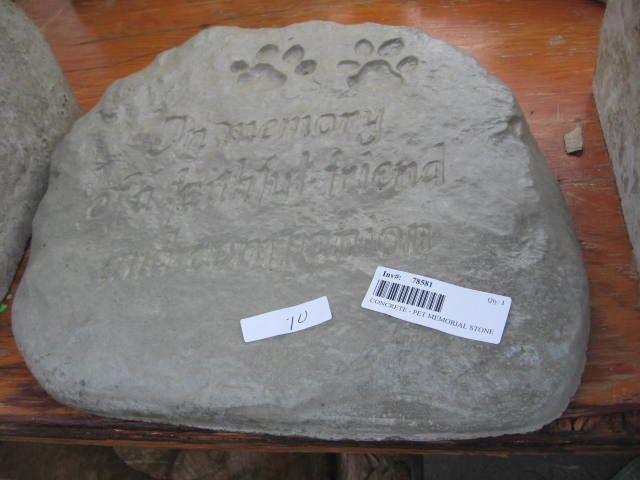 In memory
of a faithful friend
and companion
Inv#: 78581
Qty: 1
CONCRETE - PET MEMORIAL STONE
70